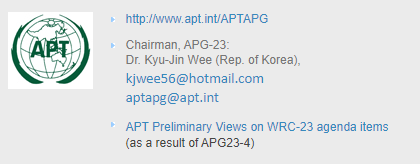 APT
http://www.apt.int/APTAPG
Chairman, APG-23:
Dr. Kyu-Jin Wee (Rep. of Korea),
kjwee56@hotmail.com
aptapg@apt.int
APT Preliminary Views on WRC-23 agenda items
(as a result of APG23-4)